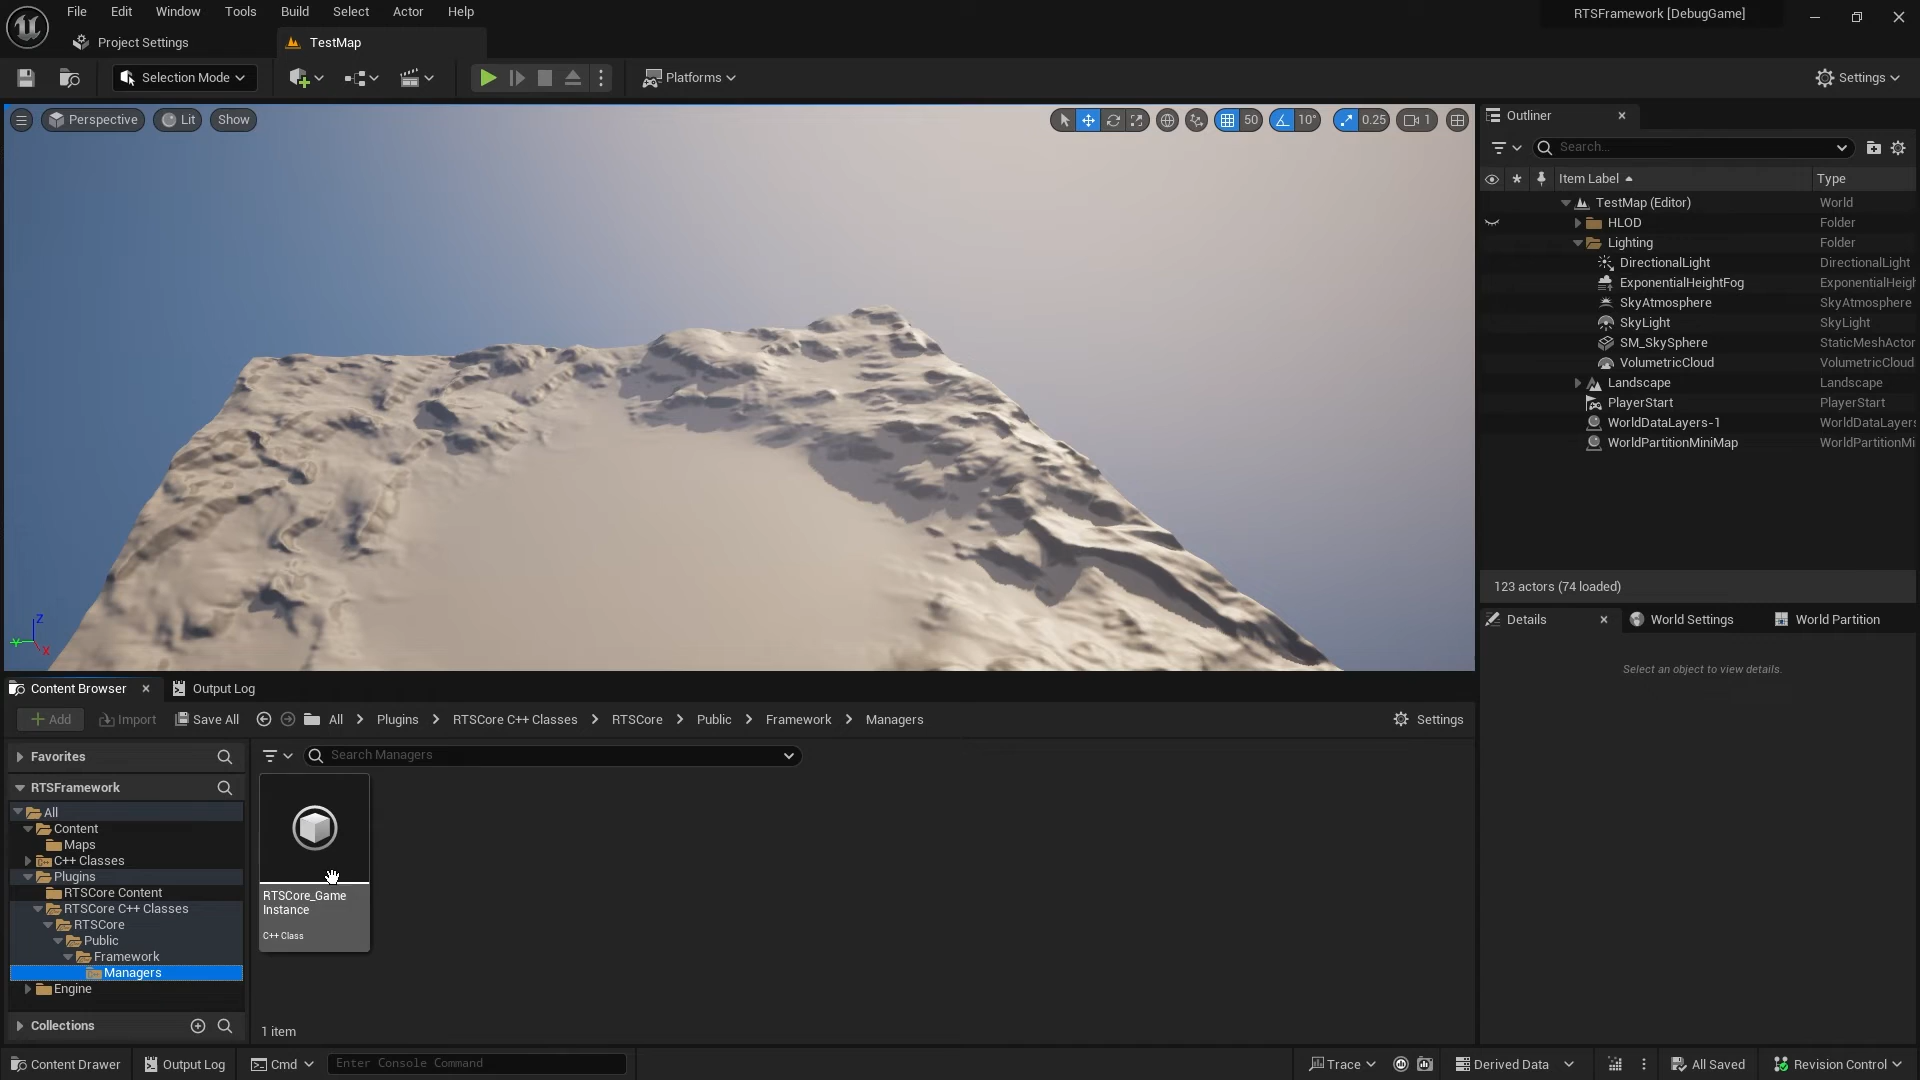 File Edit Window Tools Build Select Actor Help
RTSFramework [DebugGame]
Project Settings
TestMap
Selection Mode
Platforms
Settings
Perspective
Lit
Show
50
10°
0.25
1
Outliner
Search...
Item Label
Type
TestMap (Editor) World
HLOD Folder
Lighting Folder
DirectionalLight DirectionalLight
ExponentialHeightFog ExponentialHeigh
SkyAtmosphere SkyAtmosphere
SkyLight SkyLight
SM_SkySphere StaticMeshActor
VolumetricCloud VolumetricCloud
Landscape Landscape
PlayerStart PlayerStart
WorldDataLayers-1 WorldDataLayers
WorldPartitionMiniMap WorldPartitionMi
123 actors (74 loaded)
Details
World Settings
World Partition
Select an object to view details.
Z
Y
X
Content Browser
Output Log
Add
Import
Save All
All > Plugins > RTSCore C++ Classes > RTSCore > Public > Framework > Managers
Settings
Favorites
Search Managers
RTSFramework
All
Content
Maps
C++ Classes
Plugins
RTSCore Content
RTSCore C++ Classes
RTSCore
Public
Framework
Managers
Engine
RTSCore_Game
Instance
C++ Class
Collections
1 item
Content Drawer
Output Log
Cmd
Enter Console Command
Trace
Derived Data
All Saved
Revision Control